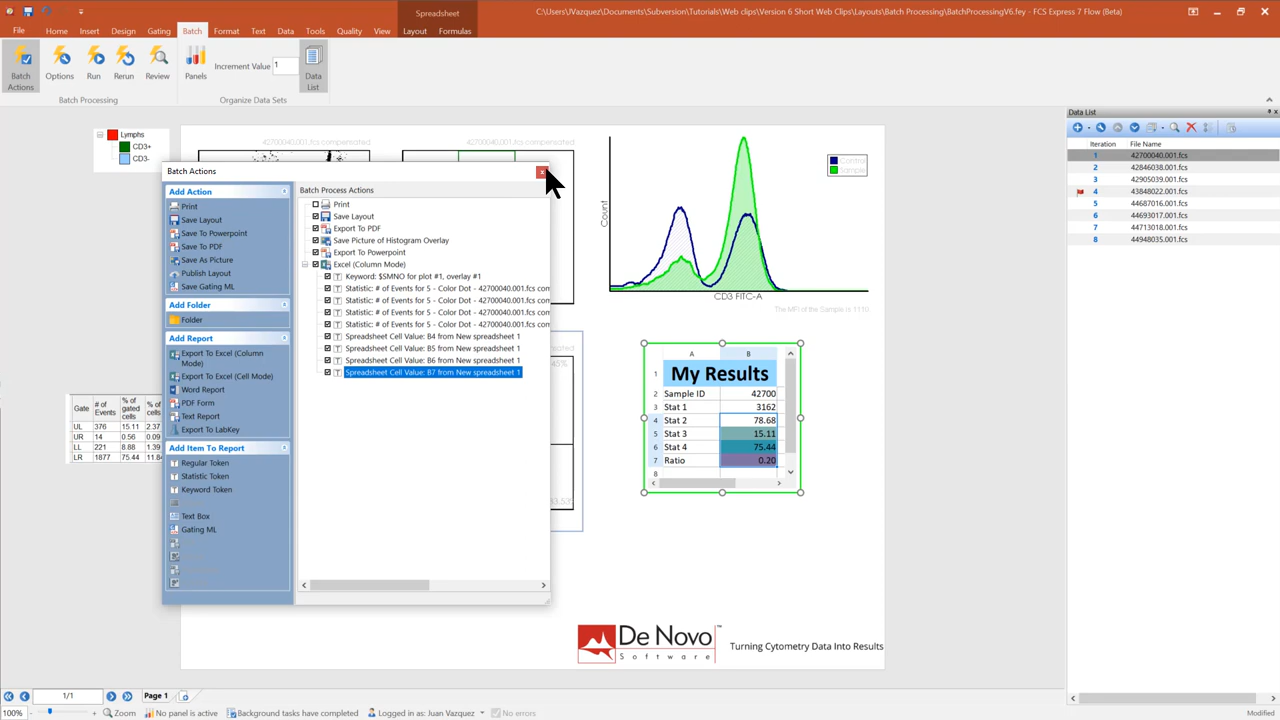 Spreadsheet
C:\Users\JVazquez\Documents\Subversion\Tutorials\Web clips\Version 6 Short Web Clips\Layouts\Batch Processing\BatchProcessingV6.fey - FCS Express 7 Flow (Beta)
File Home Insert Design Gating Batch Format Text Data Tools Quality View Layout Formulas
Batch Actions
Options
Run
Rerun
Review
Panels
Increment Value 1
Data List
Batch Processing
Organize Data Sets
Lymphs
CD3+
CD3-
42700040.001.fcs compensated
42700040.001.fcs compensated
Count
CD3 FITC-A
Control
Sample
The MFI of the Sample is 1110
Data List
Iteration File Name
1 42700040.001.fcs
2 42846038.001.fcs
3 42905039.001.fcs
4 43848022.001.fcs
5 44687016.001.fcs
6 44693017.001.fcs
7 44713018.001.fcs
8 44948035.001.fcs
Batch Actions
Add Action
Print
Save Layout
Save To Powerpoint
Save To PDF
Save As Picture
Publish Layout
Save Gating ML
Add Folder
Folder
Add Report
Export To Excel (Column
Mode)
Export To Excel (Cell Mode)
Word Report
PDF Form
Text Report
Export To LabKey
Add Item To Report
Regular Token
Statistic Token
Keyword Token
Text Box
Gating ML
Batch Process Actions
Print
Save Layout
Export To PDF
Save Picture of Histogram Overlay
Export To Powerpoint
Excel (Column Mode)
Keyword: $SMNO for plot #1, overlay #1
Statistic: # of Events for 5 - Color Dot - 42700040.001.fcs com
Statistic: # of Events for 5 - Color Dot - 42700040.001.fcs com
Statistic: # of Events for 5 - Color Dot - 42700040.001.fcs com
Statistic: # of Events for 5 - Color Dot - 42700040.001.fcs com
Spreadsheet Cell Value: B4 from New spreadsheet 1
Spreadsheet Cell Value: B5 from New spreadsheet 1
Spreadsheet Cell Value: B6 from New spreadsheet 1
Spreadsheet Cell Value: B7 from New spreadsheet 1
Gate # of Events % of gated cells % of cells
UL 376 15.11 2.37
UR 14 0.56 0.09
LL 221 8.88 1.39
LR 1877 75.44 11.84
A B
1 My Results
2 Sample ID 42700
3 Stat 1 3162
4 Stat 2 78.68
5 Stat 3 15.11
6 Stat 4 75.44
7 Ratio 0.20
8
De Novo™
Software
Turning Cytometry Data Into Results
1/1
Page 1
100% - + Zoom
No panel is active
Background tasks have completed
Logged in as: Juan Vazquez
No errors
Modified